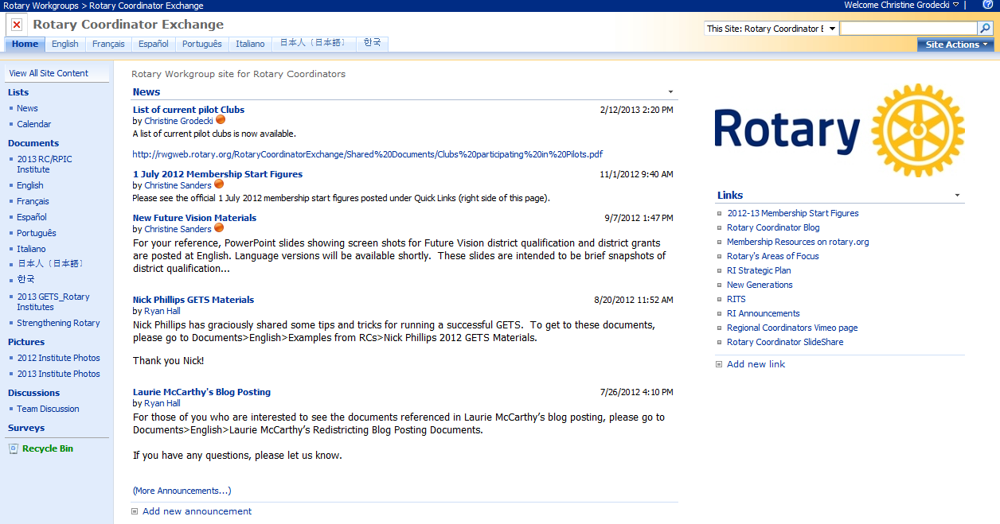 Rotary Workgroups > Rotary Coordinator Exchange
Welcome Christine Grodecki
Rotary Coordinator Exchange
This Site: Rotary Coordinator E
Home English Français Español Português Italiano 日本人（日本語） 한국
Site Actions
View All Site Content
Lists
News
Calendar
Documents
2013 RC/RPIC
Institute
English
Français
Español
Português
Italiano
日本人（日本語）
한국
2013 GETS_Rotary
Institutes
Strengthening Rotary
Pictures
2012 Institute Photos
2013 Institute Photos
Discussions
Team Discussion
Surveys
Recycle Bin
Rotary Workgroup site for Rotary Coordinators
News
List of current pilot Clubs 2/12/2013 2:20 PM
by Christine Grodecki
A list of current pilot clubs is now available.
http://rwgweb.rotary.org/RotaryCoordinatorExchange/Shared%20Documents/Clubs%20participating%20in%20Pilots.pdf
1 July 2012 Membership Start Figures 11/1/2012 9:40 AM
by Christine Sanders
Please see the official 1 July 2012 membership start figures posted under Quick Links (right side of this page).
New Future Vision Materials 9/7/2012 1:47 PM
by Christine Sanders
For your reference, PowerPoint slides showing screen shots for Future Vision district qualification and district grants
are posted at English. Language versions will be available shortly.  These slides are intended to be brief snapshots of
district qualification...
Nick Phillips GETS Materials 8/20/2012 11:52 AM
by Ryan Hall
Nick Phillips has graciously shared some tips and tricks for running a successful GETS.  To get to these documents,
please go to Documents>English>Examples from RCs>Nick Phillips 2012 GETS Materials.
Thank you Nick!
Laurie McCarthy's Blog Posting 7/26/2012 4:10 PM
by Ryan Hall
For those of you who are interested to see the documents referenced in Laurie McCarthy’s blog posting, please go to
Documents>English>Laurie McCarthy’s Redistricting Blog Posting Documents.
If you have any questions, please let us know.
(More Announcements...)
Add new announcement
Rotary
Links
2012-13 Membership Start Figures
Rotary Coordinator Blog
Membership Resources on rotary.org
Rotary's Areas of Focus
RI Strategic Plan
New Generations
RITS
RI Announcements
Regional Coordinators Vimeo page
Rotary Coordinator SlideShare
Add new link